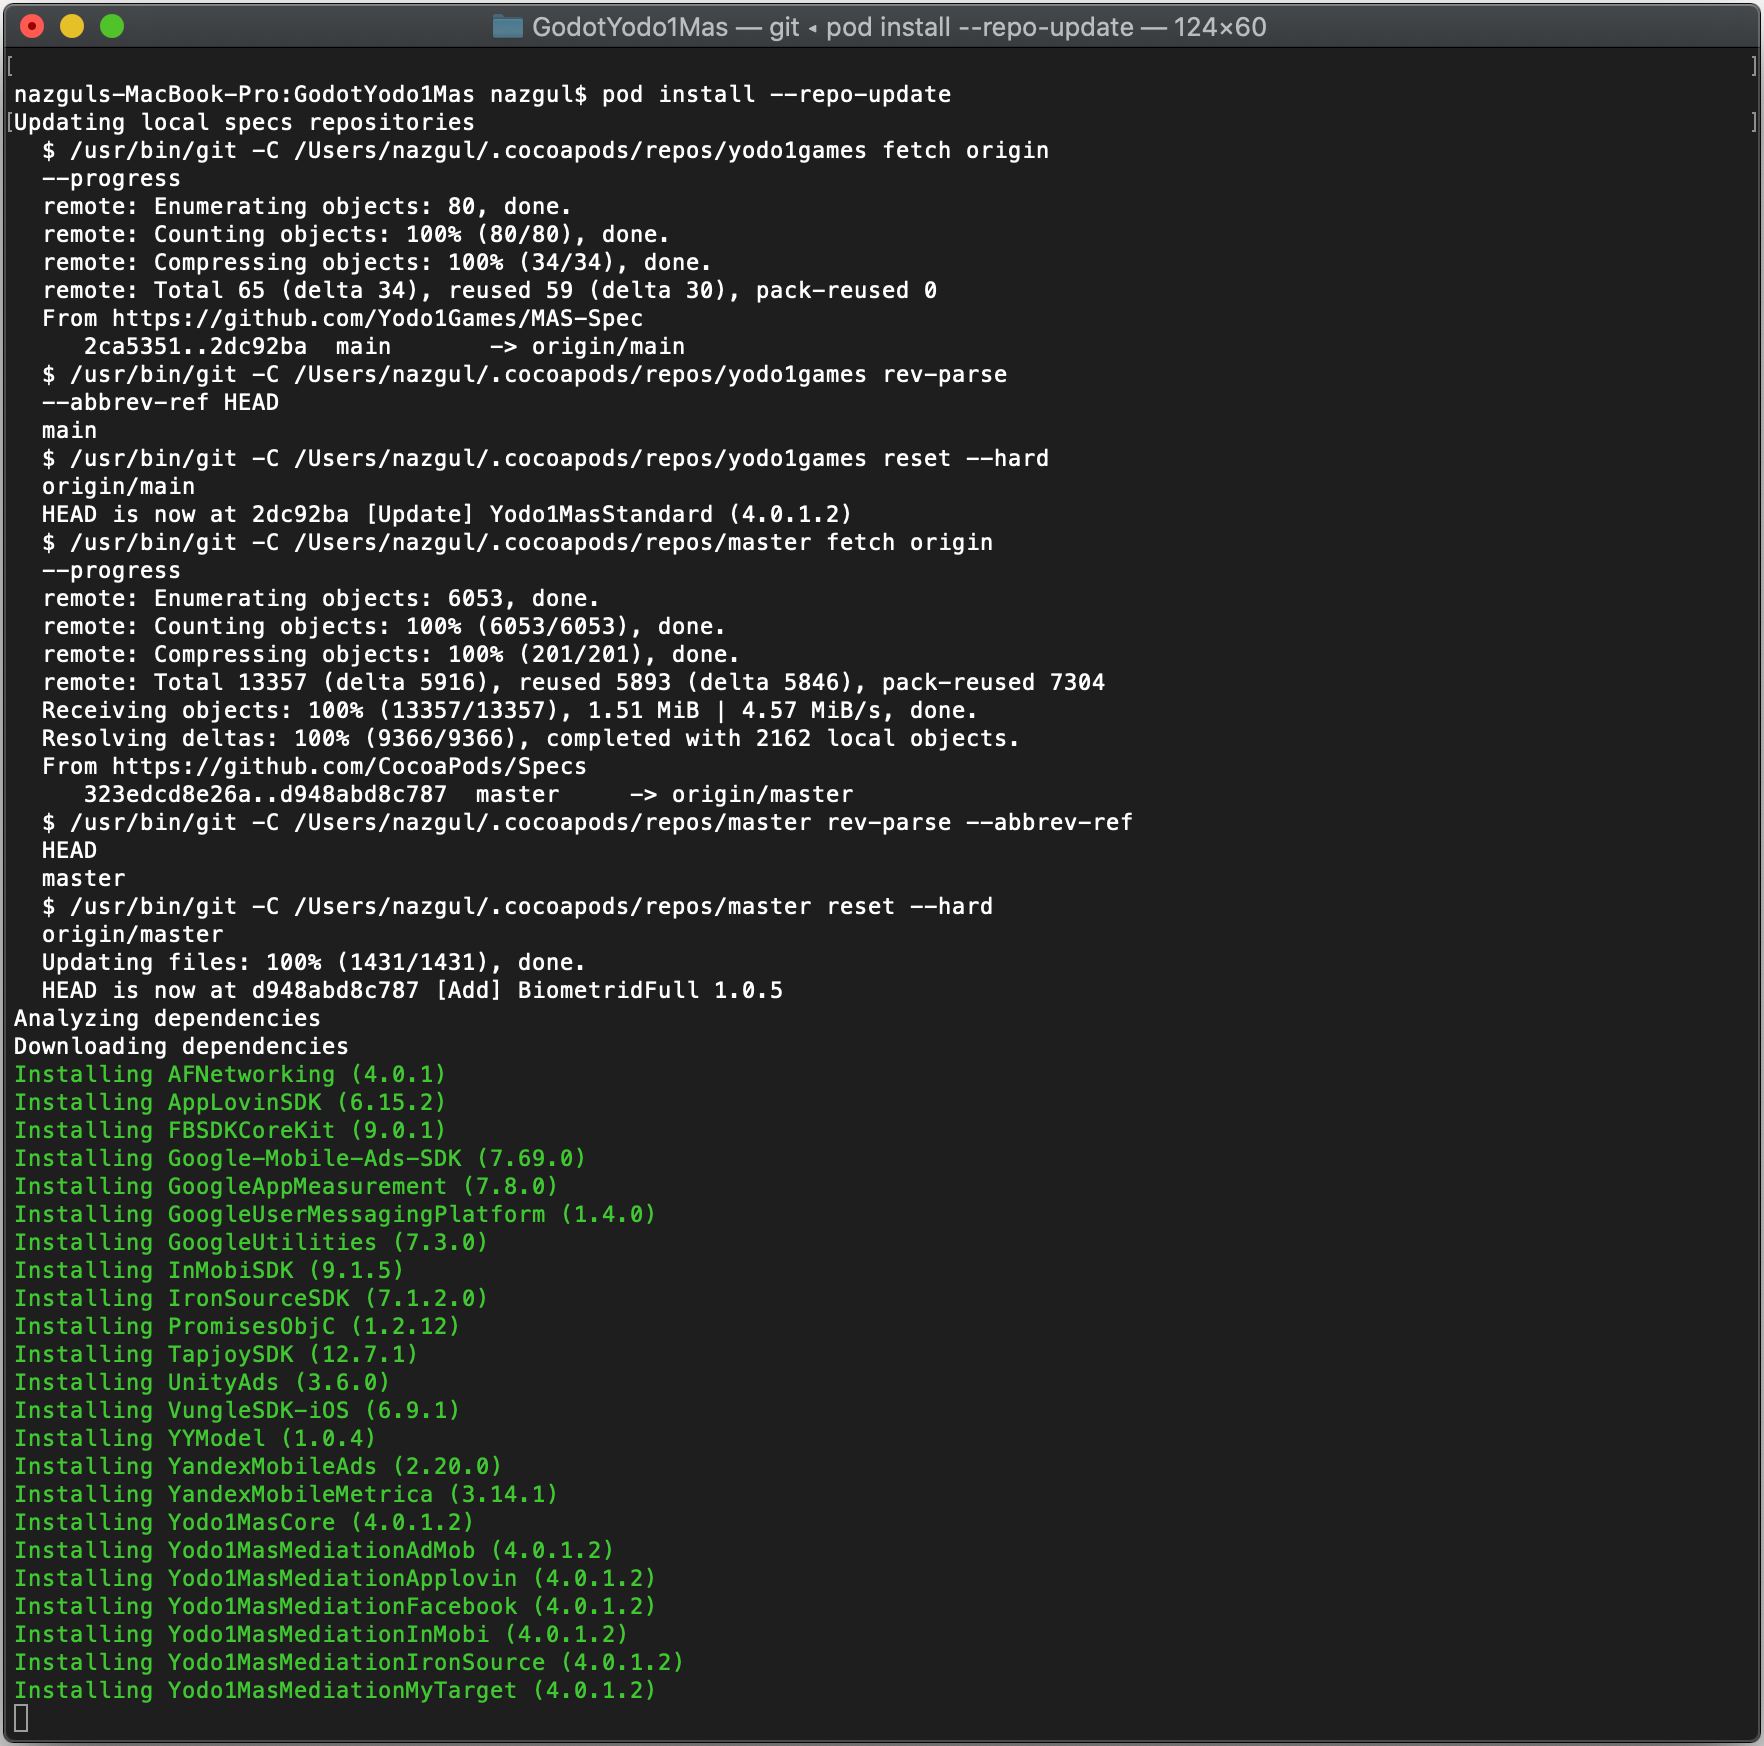 GodotYodo1Mas — git ◂ pod install --repo-update — 124×60
[ ]
nazguls-MacBook-Pro:GodotYodo1Mas nazgul$ pod install --repo-update
[Updating local specs repositories ]
$ /usr/bin/git -C /Users/nazgul/.cocoapods/repos/yodo1games fetch origin
--progress
remote: Enumerating objects: 80, done.
remote: Counting objects: 100% (80/80), done.
remote: Compressing objects: 100% (34/34), done.
remote: Total 65 (delta 34), reused 59 (delta 30), pack-reused 0
From https://github.com/Yodo1Games/MAS-Spec
2ca5351..2dc92ba  main       -> origin/main
$ /usr/bin/git -C /Users/nazgul/.cocoapods/repos/yodo1games rev-parse
--abbrev-ref HEAD
main
$ /usr/bin/git -C /Users/nazgul/.cocoapods/repos/yodo1games reset --hard
origin/main
HEAD is now at 2dc92ba [Update] Yodo1MasStandard (4.0.1.2)
$ /usr/bin/git -C /Users/nazgul/.cocoapods/repos/master fetch origin
--progress
remote: Enumerating objects: 6053, done.
remote: Counting objects: 100% (6053/6053), done.
remote: Compressing objects: 100% (201/201), done.
remote: Total 13357 (delta 5916), reused 5893 (delta 5846), pack-reused 7304
Receiving objects: 100% (13357/13357), 1.51 MiB | 4.57 MiB/s, done.
Resolving deltas: 100% (9366/9366), completed with 2162 local objects.
From https://github.com/CocoaPods/Specs
323edcd8e26a..d948abd8c787  master     -> origin/master
$ /usr/bin/git -C /Users/nazgul/.cocoapods/repos/master rev-parse --abbrev-ref
HEAD
master
$ /usr/bin/git -C /Users/nazgul/.cocoapods/repos/master reset --hard
origin/master
Updating files: 100% (1431/1431), done.
HEAD is now at d948abd8c787 [Add] BiometridFull 1.0.5
Analyzing dependencies
Downloading dependencies
Installing AFNetworking (4.0.1)
Installing AppLovinSDK (6.15.2)
Installing FBSDKCoreKit (9.0.1)
Installing Google-Mobile-Ads-SDK (7.69.0)
Installing GoogleAppMeasurement (7.8.0)
Installing GoogleUserMessagingPlatform (1.4.0)
Installing GoogleUtilities (7.3.0)
Installing InMobiSDK (9.1.5)
Installing IronSourceSDK (7.1.2.0)
Installing PromisesObjC (1.2.12)
Installing TapjoySDK (12.7.1)
Installing UnityAds (3.6.0)
Installing VungleSDK-iOS (6.9.1)
Installing YYModel (1.0.4)
Installing YandexMobileAds (2.20.0)
Installing YandexMobileMetrica (3.14.1)
Installing Yodo1MasCore (4.0.1.2)
Installing Yodo1MasMediationAdMob (4.0.1.2)
Installing Yodo1MasMediationApplovin (4.0.1.2)
Installing Yodo1MasMediationFacebook (4.0.1.2)
Installing Yodo1MasMediationInMobi (4.0.1.2)
Installing Yodo1MasMediationIronSource (4.0.1.2)
Installing Yodo1MasMediationMyTarget (4.0.1.2)